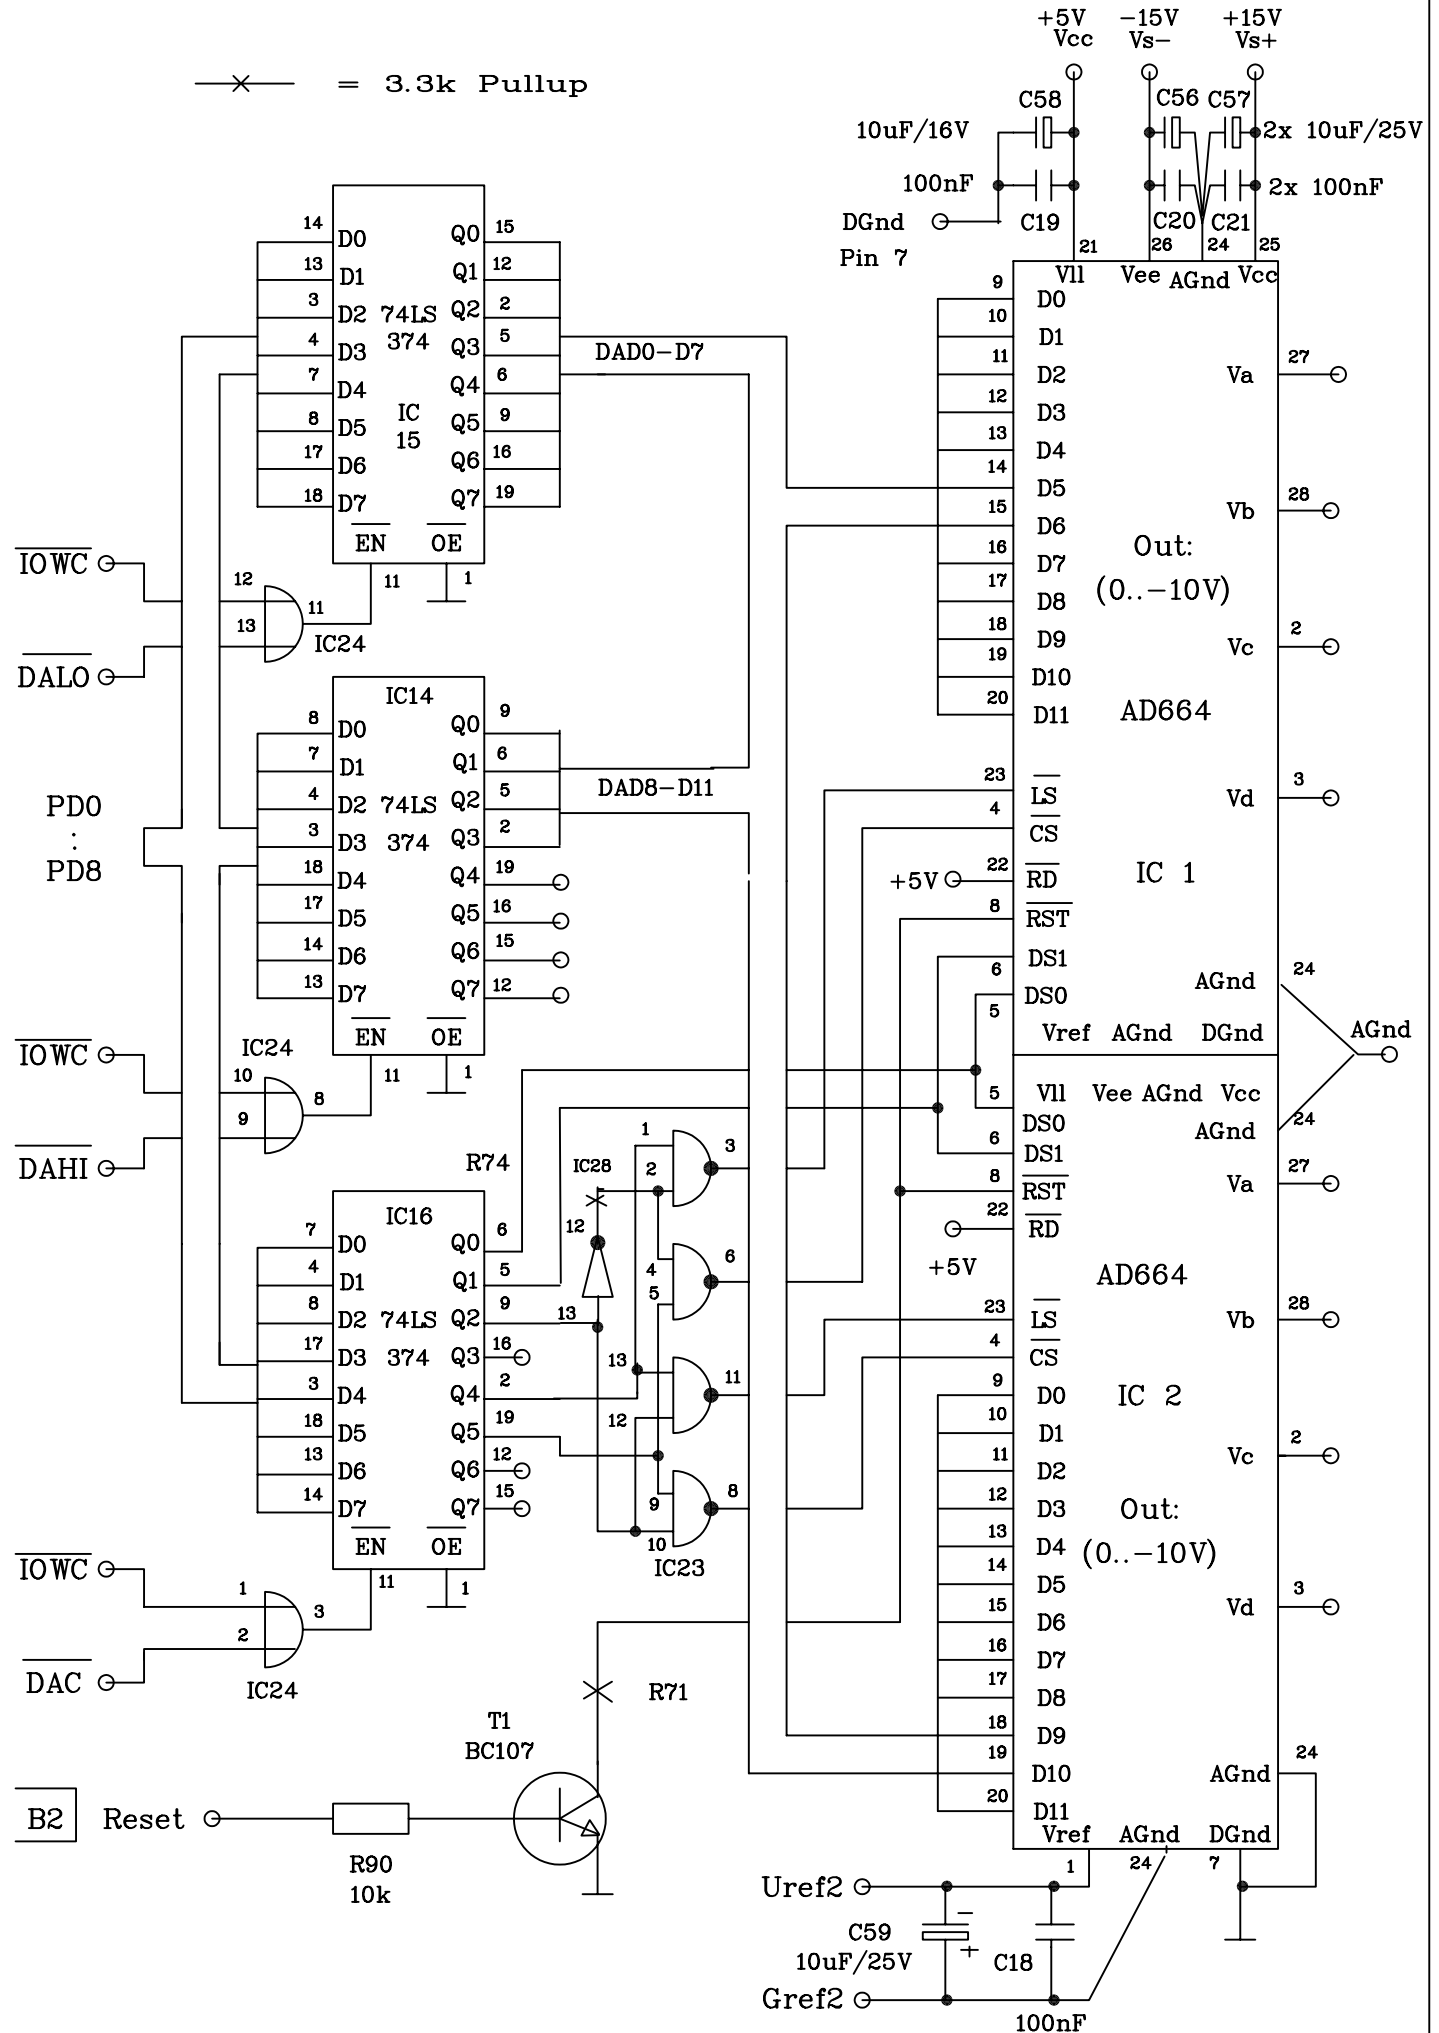 +5V
Vcc
−15V
Vs−
+15V
Vs+
= 3.3k Pullup
C58
C56
C57
10uF/16V
2x 10uF/25V
100nF
2x 100nF
C19
C20
C21
DGnd
Pin 7
21
26
24
25
14 D0 Q0 15
13 D1 Q1 12
3 D2 74LS Q2 2
4 D3 374 Q3 5
7 D4 Q4 6
8 D5 IC Q5 9
17 D6 15 Q6 16
18 D7 Q7 19
EN OE
11
1
DAD0−D7
IOWC
DALO
12
13
11
IC24
IC14
8 D0 Q0 9
7 D1 Q1 6
4 D2 74LS Q2 5
3 D3 374 Q3 2
18 D4 Q4 19
17 D5 Q5 16
14 D6 Q6 15
13 D7 Q7 12
EN OE
11
1
DAD8−D11
PD0
:
PD8
IOWC
DAHI
IC24
10
9
8
R74
IC16
7 D0 Q0 6
4 D1 Q1 5
8 D2 74LS Q2 9
17 D3 374 Q3 16
3 D4 Q4 2
18 D5 Q5 19
13 D6 Q6 12
14 D7 Q7 15
EN OE
11
1
IOWC
DAC
1
2
3
IC24
IC28
12
13
1
2
3
4
5
6
13
12
11
9
10
8
IC23
R71
T1
BC107
B2 Reset
R90
10k
Vll Vee AGnd Vcc
9 D0
10 D1
11 D2
12 D3
13 D4
14 D5
15 D6
16 D7
17 D8
18 D9
19 D10
20 D11
23 LS
4 CS
+5V 22 RD
8 RST
6 DS1
5 DS0
Va 27
Vb 28
Out:
(0..−10V)
Vc 2
AD664
Vd 3
IC 1
AGnd 24
Vref AGnd DGnd
AGnd
Vll Vee AGnd Vcc
5 DS0
AGnd 24
6 DS1
8 RST
22 RD
+5V
Va 27
AD664
23 LS
4 CS
Vb 28
9 D0
10 D1
11 D2
12 D3
13 D4
14 D5
15 D6
16 D7
17 D8
18 D9
19 D10
20 D11
IC 2
Vc 2
Out:
(0..−10V)
Vd 3
AGnd 24
Vref AGnd DGnd
1
24
7
Uref2
C59
10uF/25V
−
+
C18
Gref2
100nF